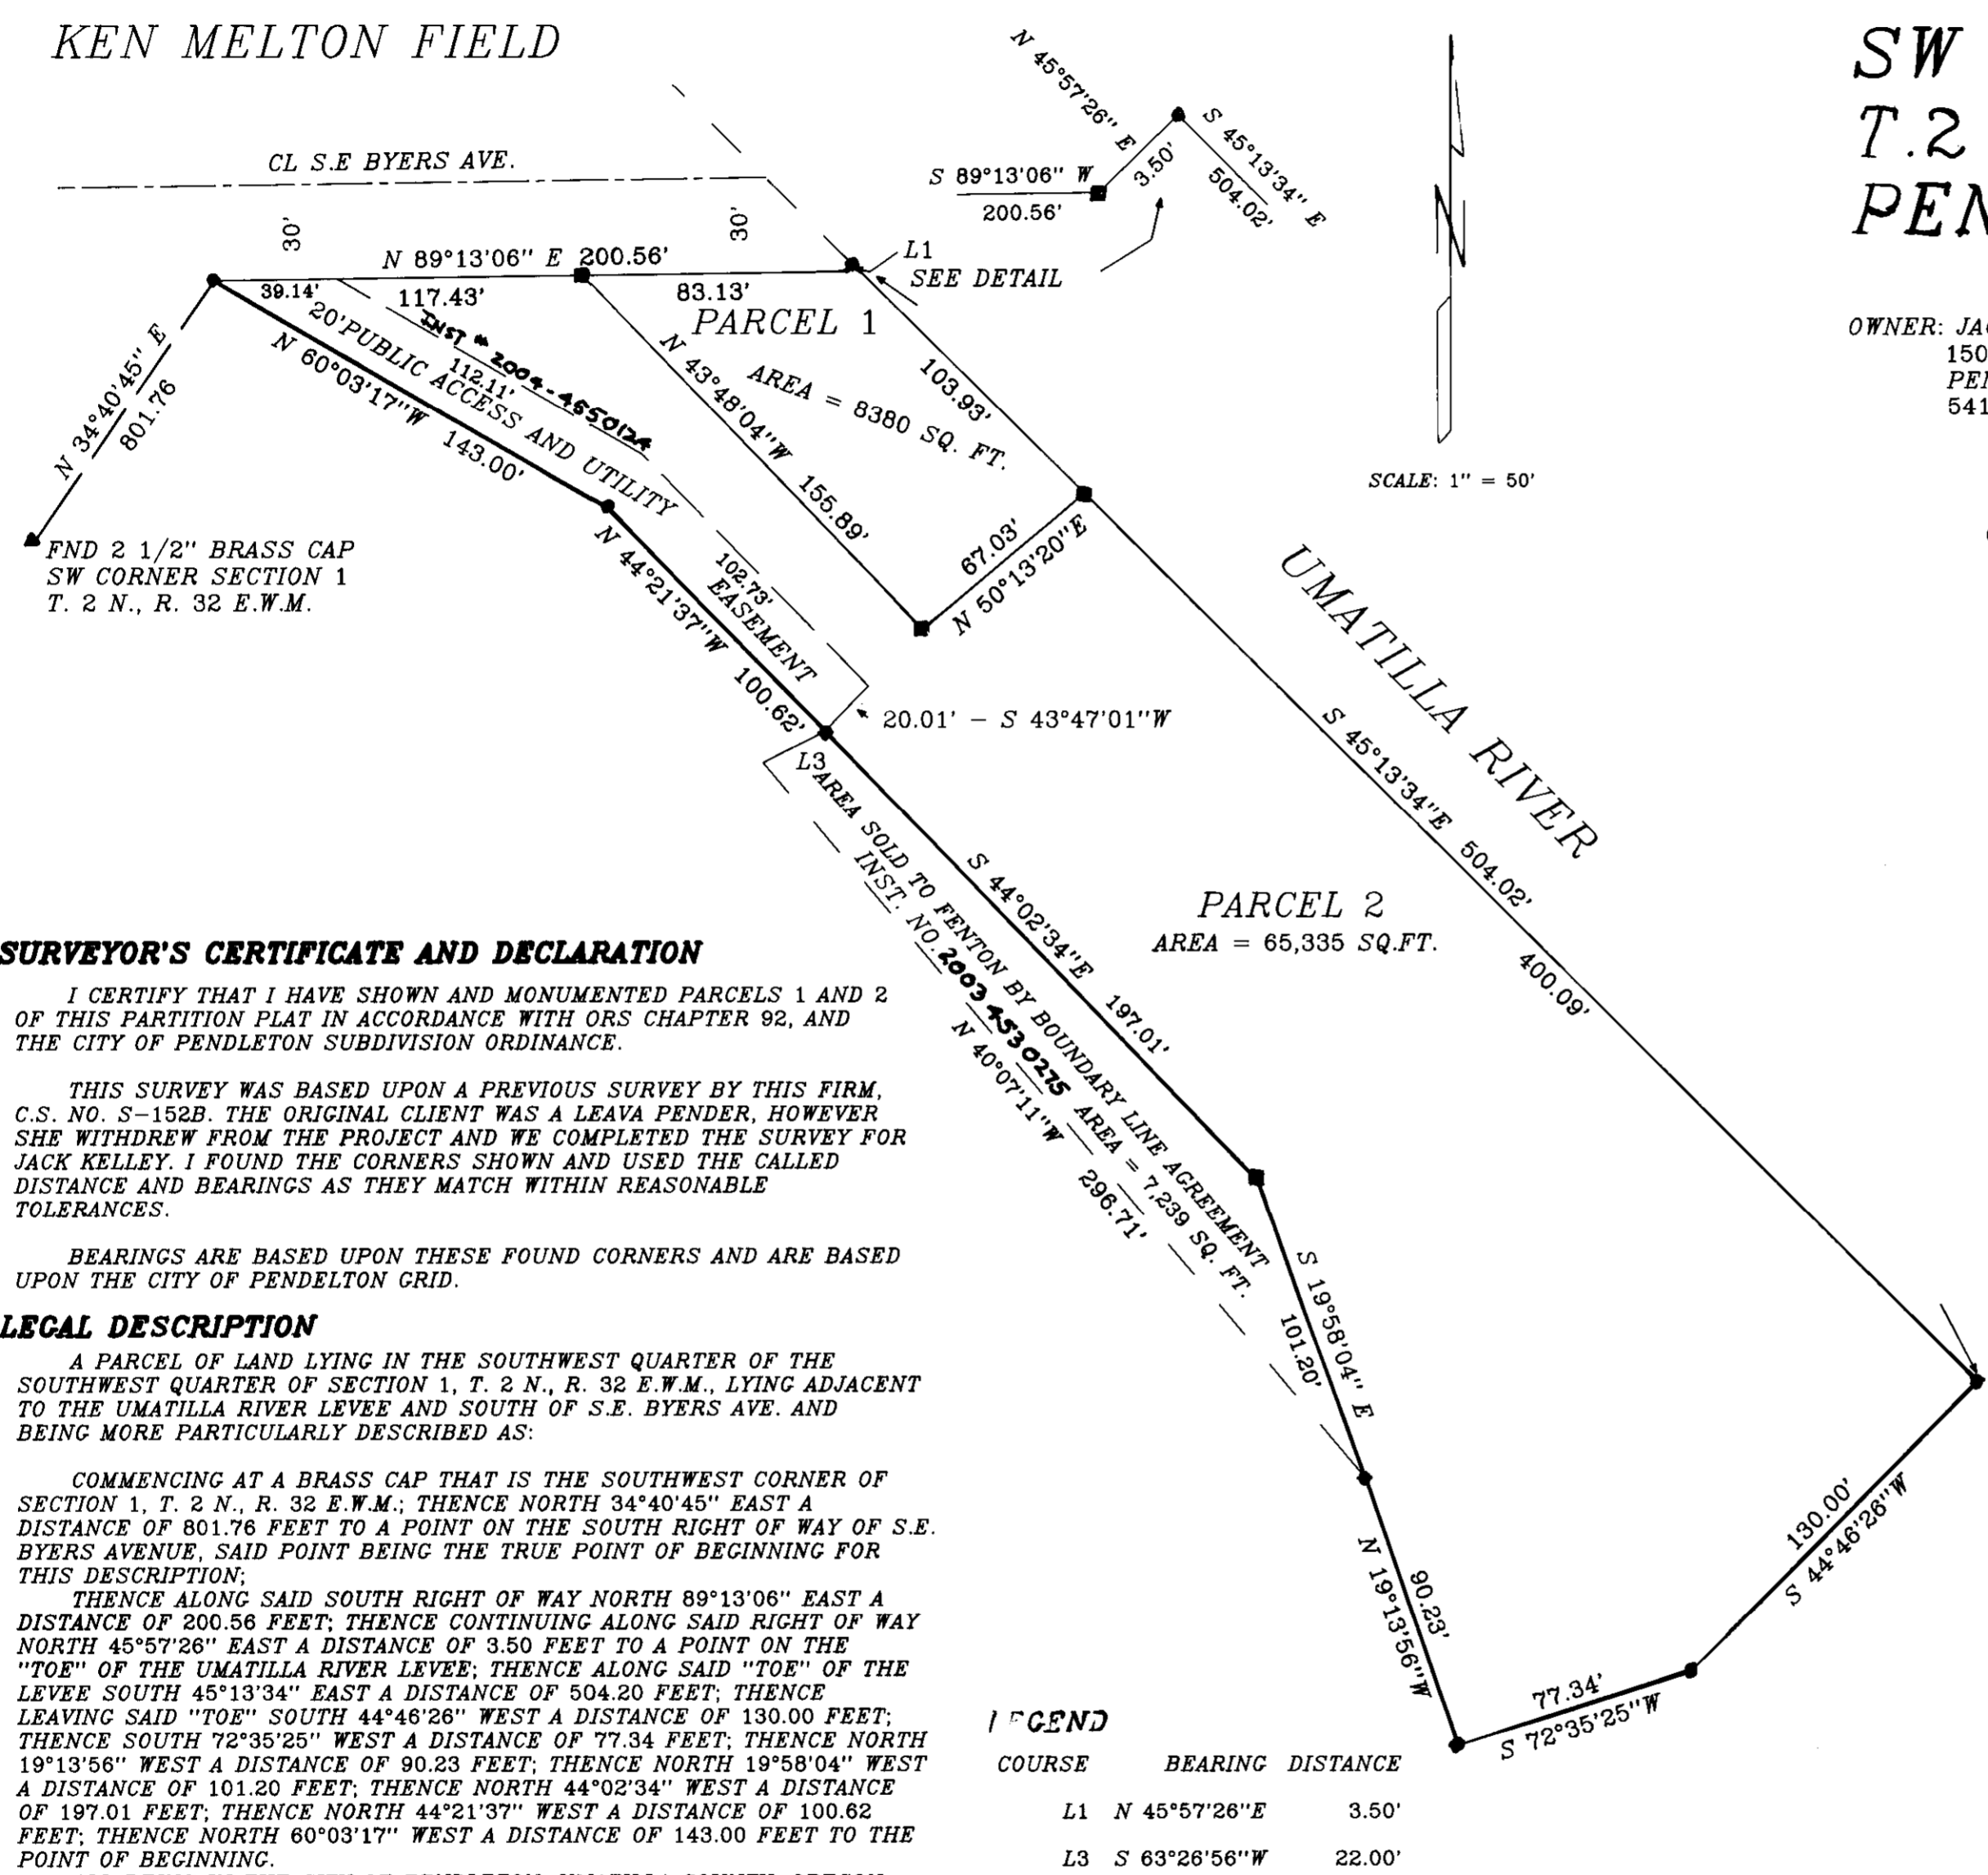 KEN MELTON FIELD
CL S.E BYERS AVE.
30'
30'
N 89°13'06" E 200.56'
39.14'
117.43'
83.13'
L1
SEE DETAIL
N 45°57'26" E
3.50'
S 89°13'06" W
200.56'
S 45°13'34" E
504.02'
SW
T.2
PEN
OWNER: JA
150
PE
541
SCALE: 1" = 50'
N
N 34°40'45" E
801.76
FND 2 1/2" BRASS CAP
SW CORNER SECTION 1
T. 2 N., R. 32 E.W.M.
INST # 2004-4650124
112.11'
20'PUBLIC ACCESS AND UTILITY
EASEMENT
102.73'
N 60°03'17"W 143.00'
N 44°21'37"W 100.62'
PARCEL 1
AREA = 8380 SQ. FT.
N 43°48'04"W 155.89'
103.93'
67.03'
N 50°13'20"E
20.01' - S 43°47'01"W
L3
UMATILLA RIVER
S 45°13'34"E 504.02'
400.09'
PARCEL 2
AREA = 65,335 SQ.FT.
AREA SOLD TO FENTON BY BOUNDARY LINE AGREEMENT
INST. NO. 2003 4530275 AREA = 7,239 SQ. FT.
N 40°07'11"W 296.71'
S 44°02'34"E 197.01'
S 19°58'04" E
101.20'
90.23'
N 19°13'56"W
77.34'
S 72°35'25"W
130.00'
S 44°46'26"W
SURVEYOR'S CERTIFICATE AND DECLARATION
I CERTIFY THAT I HAVE SHOWN AND MONUMENTED PARCELS 1 AND 2
OF THIS PARTITION PLAT IN ACCORDANCE WITH ORS CHAPTER 92, AND
THE CITY OF PENDLETON SUBDIVISION ORDINANCE.
THIS SURVEY WAS BASED UPON A PREVIOUS SURVEY BY THIS FIRM,
C.S. NO. S-152B. THE ORIGINAL CLIENT WAS A LEAVA PENDER, HOWEVER
SHE WITHDREW FROM THE PROJECT AND WE COMPLETED THE SURVEY FOR
JACK KELLEY. I FOUND THE CORNERS SHOWN AND USED THE CALLED
DISTANCE AND BEARINGS AS THEY MATCH WITHIN REASONABLE
TOLERANCES.
BEARINGS ARE BASED UPON THESE FOUND CORNERS AND ARE BASED
UPON THE CITY OF PENDELTON GRID.
LEGAL DESCRIPTION
A PARCEL OF LAND LYING IN THE SOUTHWEST QUARTER OF THE
SOUTHWEST QUARTER OF SECTION 1, T. 2 N., R. 32 E.W.M., LYING ADJACENT
TO THE UMATILLA RIVER LEVEE AND SOUTH OF S.E. BYERS AVE. AND
BEING MORE PARTICULARLY DESCRIBED AS:
COMMENCING AT A BRASS CAP THAT IS THE SOUTHWEST CORNER OF
SECTION 1, T. 2 N., R. 32 E.W.M.; THENCE NORTH 34°40'45" EAST A
DISTANCE OF 801.76 FEET TO A POINT ON THE SOUTH RIGHT OF WAY OF S.E.
BYERS AVENUE, SAID POINT BEING THE TRUE POINT OF BEGINNING FOR
THIS DESCRIPTION;
THENCE ALONG SAID SOUTH RIGHT OF WAY NORTH 89°13'06" EAST A
DISTANCE OF 200.56 FEET; THENCE CONTINUING ALONG SAID RIGHT OF WAY
NORTH 45°57'26" EAST A DISTANCE OF 3.50 FEET TO A POINT ON THE
"TOE" OF THE UMATILLA RIVER LEVEE; THENCE ALONG SAID "TOE" OF THE
LEVEE SOUTH 45°13'34" EAST A DISTANCE OF 504.20 FEET; THENCE
LEAVING SAID "TOE" SOUTH 44°46'26" WEST A DISTANCE OF 130.00 FEET;
THENCE SOUTH 72°35'25" WEST A DISTANCE OF 77.34 FEET; THENCE NORTH
19°13'56" WEST A DISTANCE OF 90.23 FEET; THENCE NORTH 19°58'04" WEST
A DISTANCE OF 101.20 FEET; THENCE NORTH 44°02'34" WEST A DISTANCE
OF 197.01 FEET; THENCE NORTH 44°21'37" WEST A DISTANCE OF 100.62
FEET; THENCE NORTH 60°03'17" WEST A DISTANCE OF 143.00 FEET TO THE
POINT OF BEGINNING.
LEGEND
COURSE BEARING DISTANCE
L1 N 45°57'26"E 3.50'
L3 S 63°26'56"W 22.00'